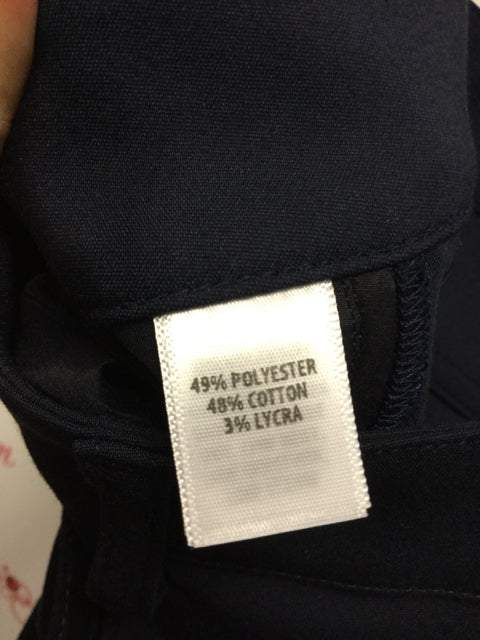 49% POLYESTER
48% COTTON
3% LYCRA